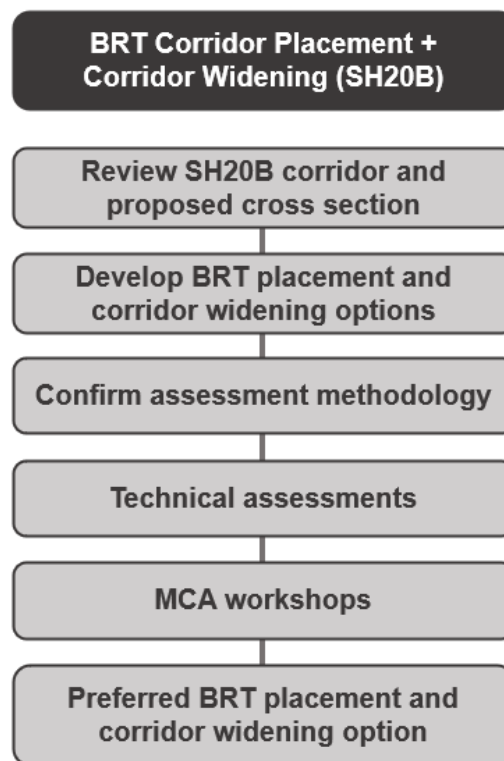 BRT Corridor Placement +
Corridor Widening (SH20B)
Review SH20B corridor and
proposed cross section
Develop BRT placement and
corridor widening options
Confirm assessment methodology
Technical assessments
MCA workshops
Preferred BRT placement and
corridor widening option